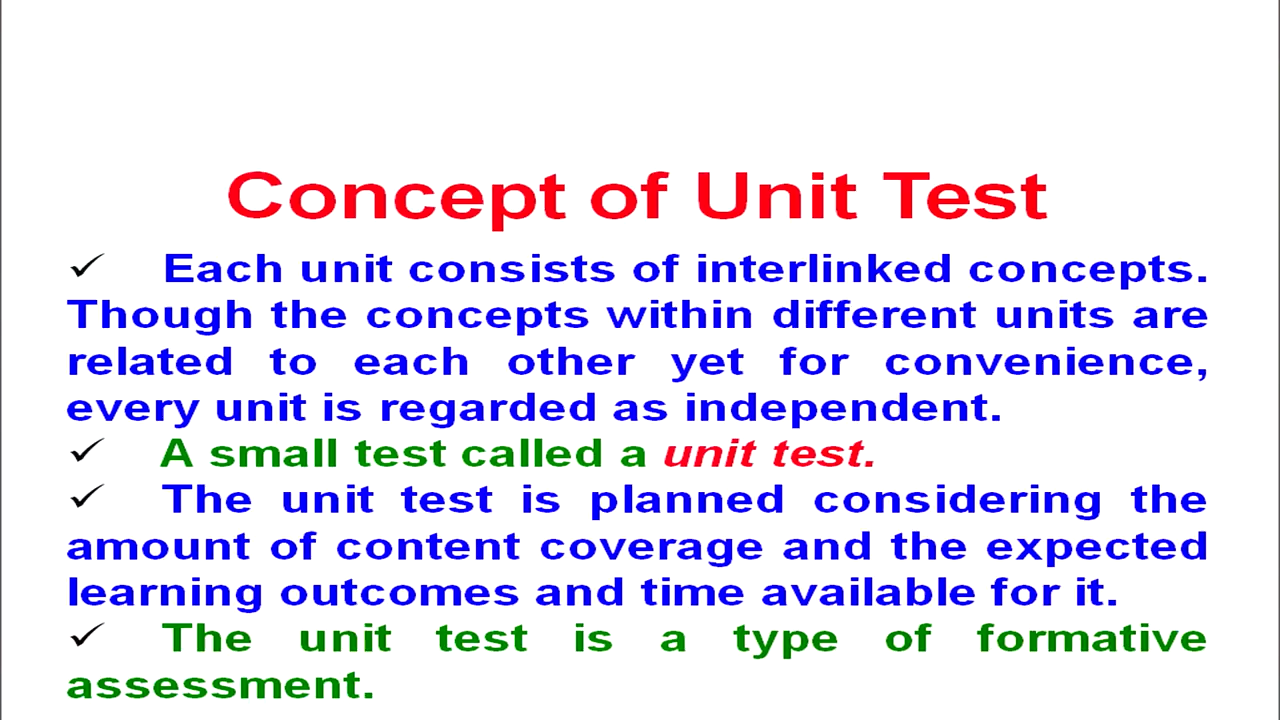 Concept of Unit Test
✓ Each unit consists of interlinked concepts.
Though the concepts within different units are
related to each other yet for convenience,
every unit is regarded as independent.
✓ A small test called a unit test.
✓ The unit test is planned considering the
amount of content coverage and the expected
learning outcomes and time available for it.
✓ The unit test is a type of formative
assessment.